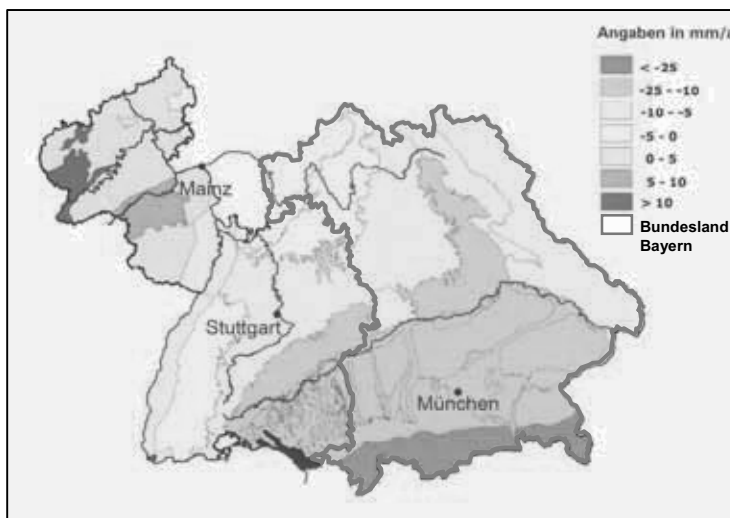 Angaben in mm/a
< -25
-25 - -10
-10 - -5
-5 - 0
0 - 5
5 - 10
> 10
Bundesland
Bayern
Mainz
Stuttgart
München